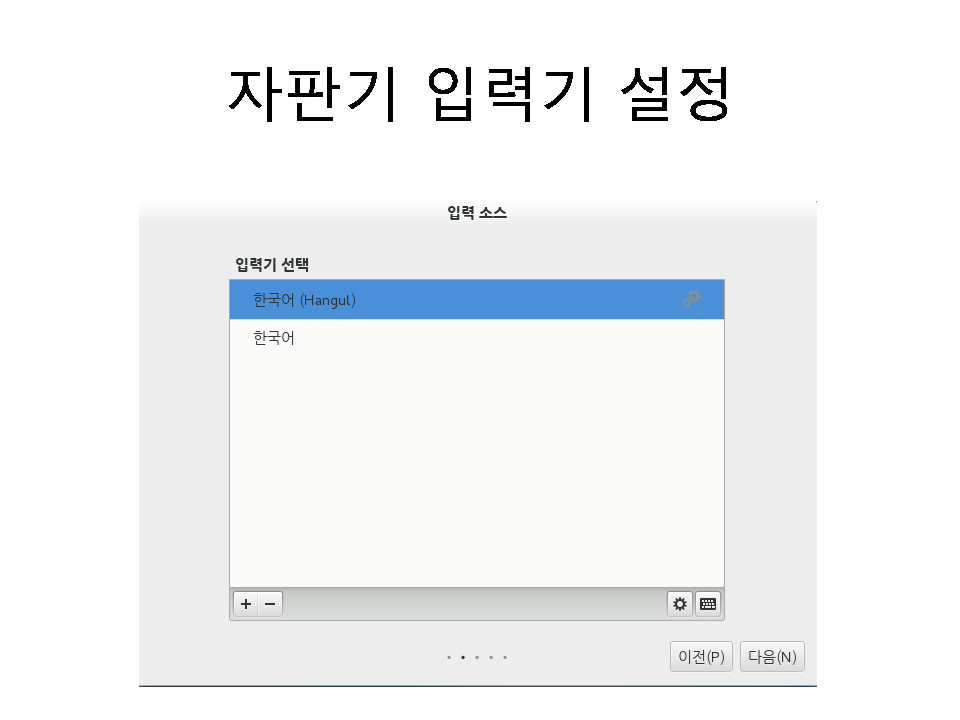 자판기 입력기 설정
입력 소스
입력기 선택
한국어 (Hangul)
한국어
이전(P) 다음(N)